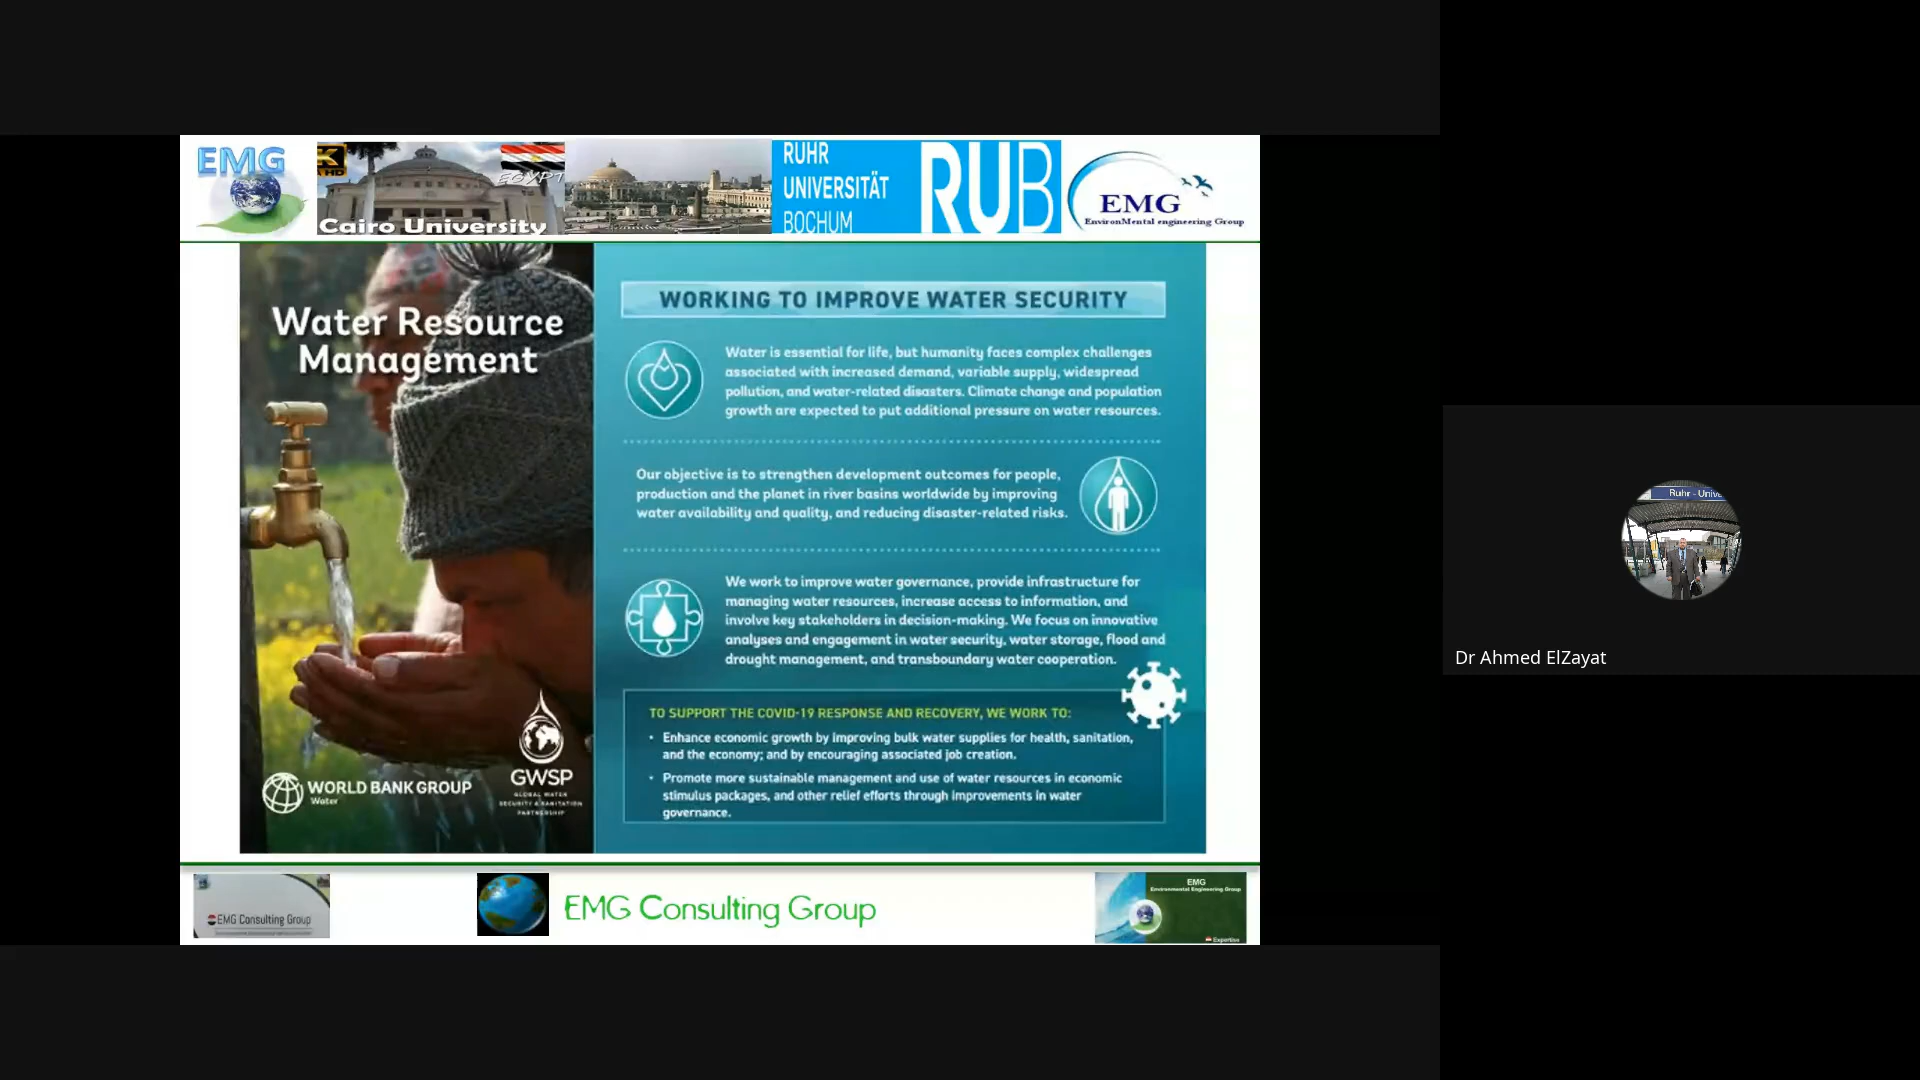 EMG
K
HD
EGYPT
Cairo University
RUHR
UNIVERSITÄT
BOCHUM
RUB
EMG
EnvironMental engineering Group
Water Resource
Management
WORLD BANK GROUP
Water
GWSP
GLOBAL WATER
SECURITY & SANITATION
PARTNERSHIP
WORKING TO IMPROVE WATER SECURITY
Water is essential for life, but humanity faces complex challenges
associated with increased demand, variable supply, widespread
pollution, and water-related disasters. Climate change and population
growth are expected to put additional pressure on water resources.
Our objective is to strengthen development outcomes for people,
production and the planet in river basins worldwide by improving
water availability and quality, and reducing disaster-related risks.
We work to improve water governance, provide infrastructure for
managing water resources, increase access to information, and
involve key stakeholders in decision-making. We focus on innovative
analyses and engagement in water security, water storage, flood and
drought management, and transboundary water cooperation.
TO SUPPORT THE COVID-19 RESPONSE AND RECOVERY, WE WORK TO:
• Enhance economic growth by improving bulk water supplies for health, sanitation,
and the economy; and by encouraging associated job creation.
• Promote more sustainable management and use of water resources in economic
stimulus packages, and other relief efforts through improvements in water
governance.
EMG Consulting Group
EMG Consulting Group
EMG
Environmental Engineering Group
Expertise
Ruhr - Unive
Dr Ahmed ElZayat